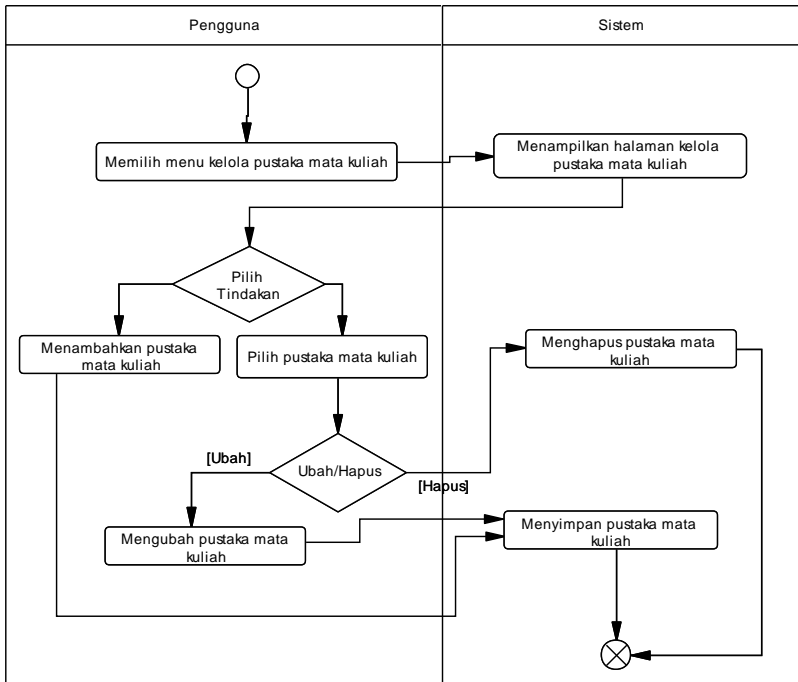 Pengguna
Sistem
Memilih menu kelola pustaka mata kuliah
Menampilkan halaman kelola
pustaka mata kuliah
Pilih
Tindakan
Menambahkan pustaka
mata kuliah
Pilih pustaka mata kuliah
Menghapus pustaka mata
kuliah
[Ubah]
Ubah/Hapus
[Hapus]
Mengubah pustaka mata
kuliah
Menyimpan pustaka mata
kuliah